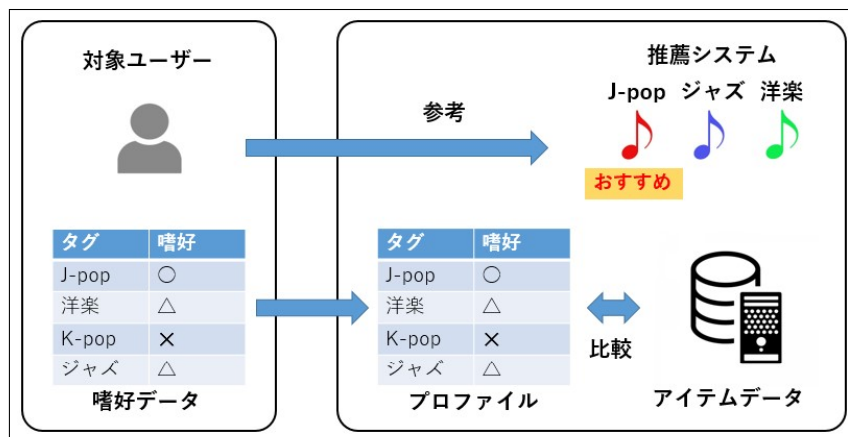 対象ユーザー
推薦システム
J-pop ジャズ 洋楽
参考
おすすめ
タグ 嗜好
J-pop ○
洋楽 △
K-pop ×
ジャズ △
嗜好データ
タグ 嗜好
J-pop ○
洋楽 △
K-pop ×
ジャズ △
プロファイル
比較
アイテムデータ